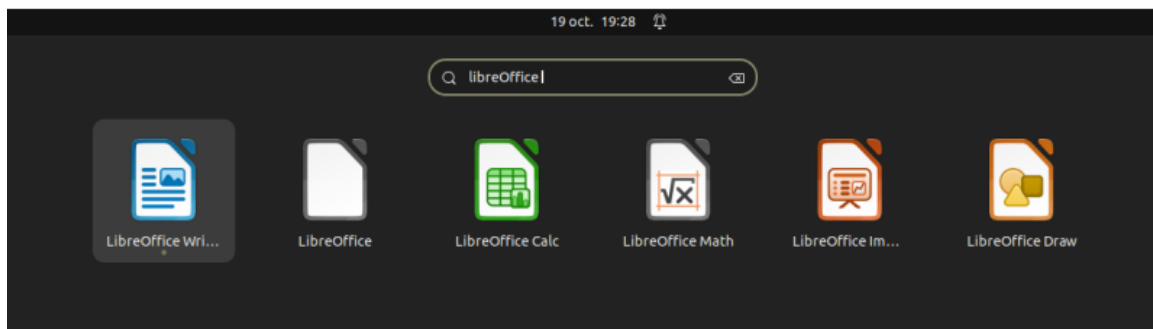 19 oct. 19:28
libreOffice
LibreOffice Wri...
LibreOffice
LibreOffice Calc
LibreOffice Math
LibreOffice Im...
LibreOffice Draw